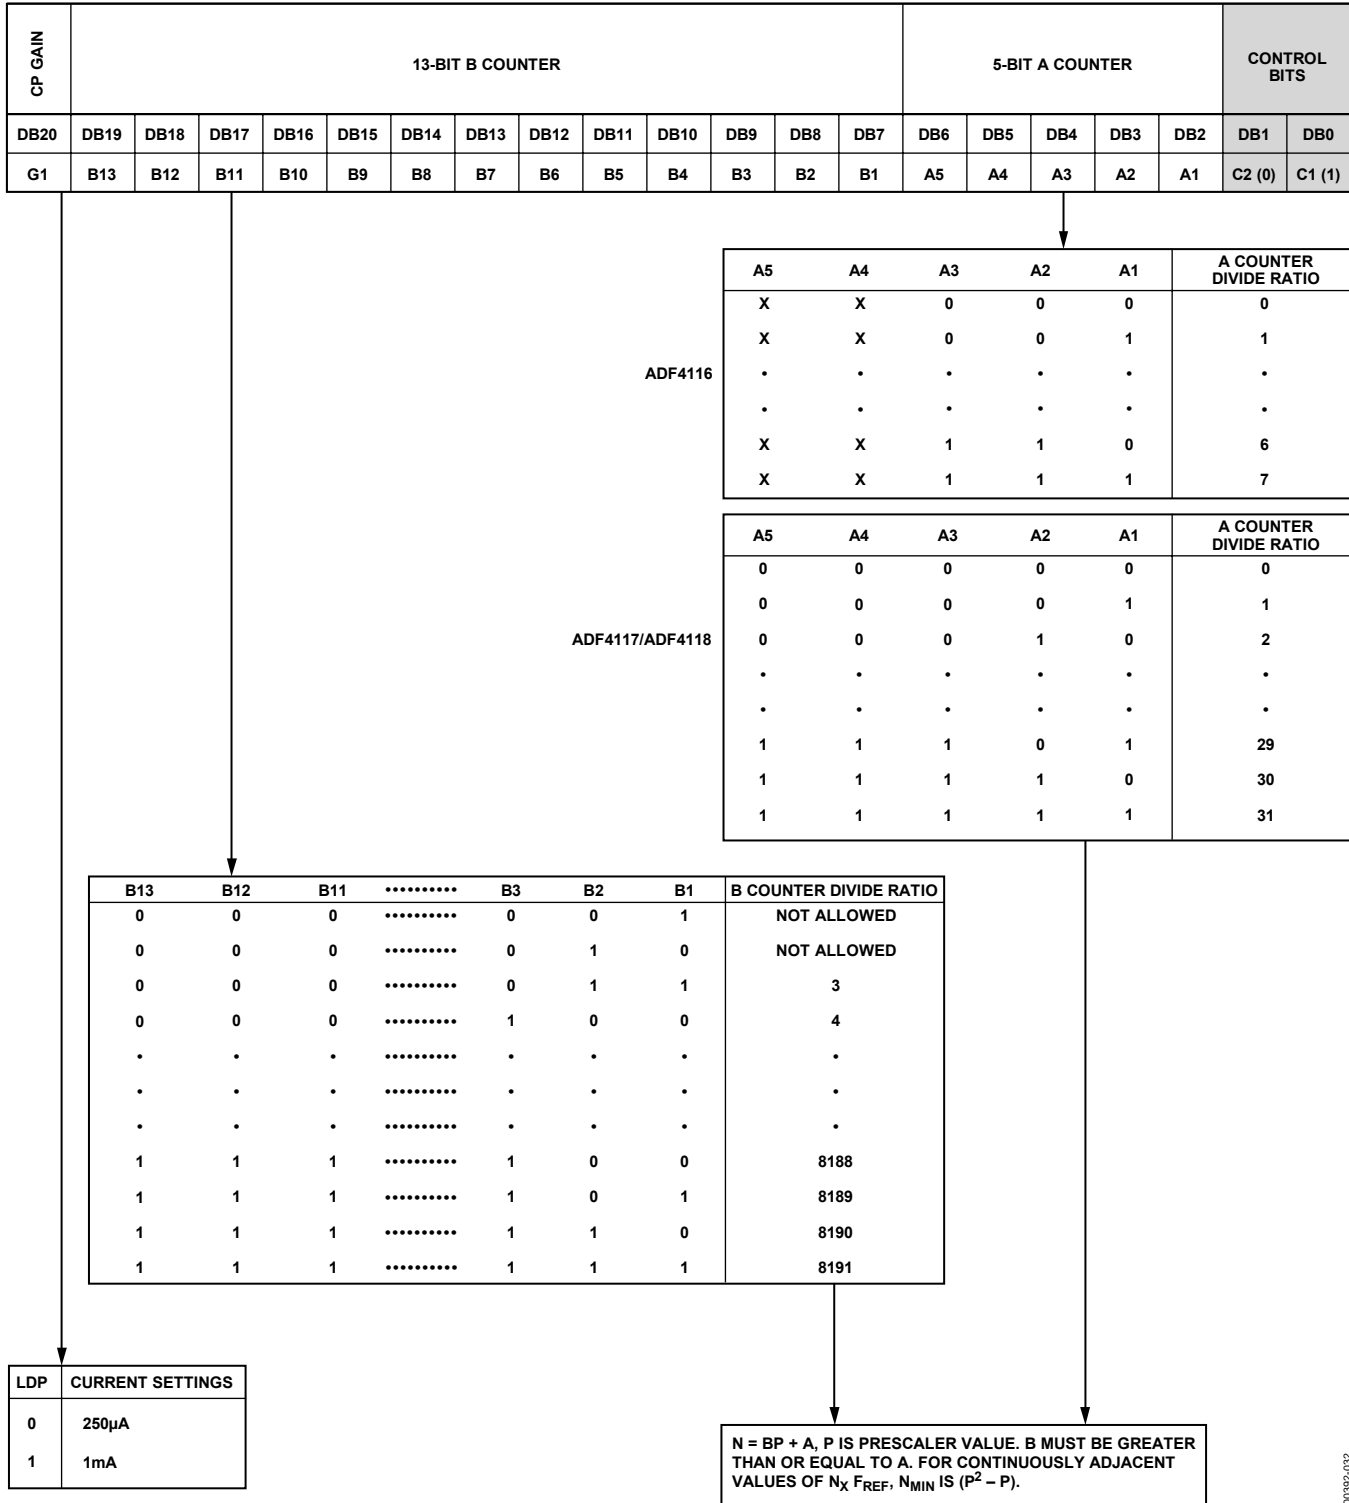 CP GAIN
13-BIT B COUNTER
5-BIT A COUNTER
CONTROL
BITS
DB20 DB19 DB18 DB17 DB16 DB15 DB14 DB13 DB12 DB11 DB10 DB9 DB8 DB7 DB6 DB5 DB4 DB3 DB2 DB1 DB0
G1 B13 B12 B11 B10 B9 B8 B7 B6 B5 B4 B3 B2 B1 A5 A4 A3 A2 A1 C2 (0) C1 (1)
A5 A4 A3 A2 A1 A COUNTER
DIVIDE RATIO
X X 0 0 0 0
X X 0 0 1 1
ADF4116 • • • • • •
• • • • • •
X X 1 1 0 6
X X 1 1 1 7
A5 A4 A3 A2 A1 A COUNTER
DIVIDE RATIO
0 0 0 0 0 0
0 0 0 0 1 1
ADF4117/ADF4118 0 0 0 1 0 2
• • • • • •
• • • • • •
1 1 1 0 1 29
1 1 1 1 0 30
1 1 1 1 1 31
B13 B12 B11 •••••••••• B3 B2 B1 B COUNTER DIVIDE RATIO
0 0 0 •••••••••• 0 0 1 NOT ALLOWED
0 0 0 •••••••••• 0 1 0 NOT ALLOWED
0 0 0 •••••••••• 0 1 1 3
0 0 0 •••••••••• 1 0 0 4
• • • •••••••••• • • • •
• • • •••••••••• • • • •
• • • •••••••••• • • • •
1 1 1 •••••••••• 1 0 0 8188
1 1 1 •••••••••• 1 0 1 8189
1 1 1 •••••••••• 1 1 0 8190
1 1 1 •••••••••• 1 1 1 8191
LDP CURRENT SETTINGS
0 250µA
1 1mA
N = BP + A, P IS PRESCALER VALUE. B MUST BE GREATER
THAN OR EQUAL TO A. FOR CONTINUOUSLY ADJACENT
VALUES OF NX FREF, NMIN IS (P² – P).
00392-032